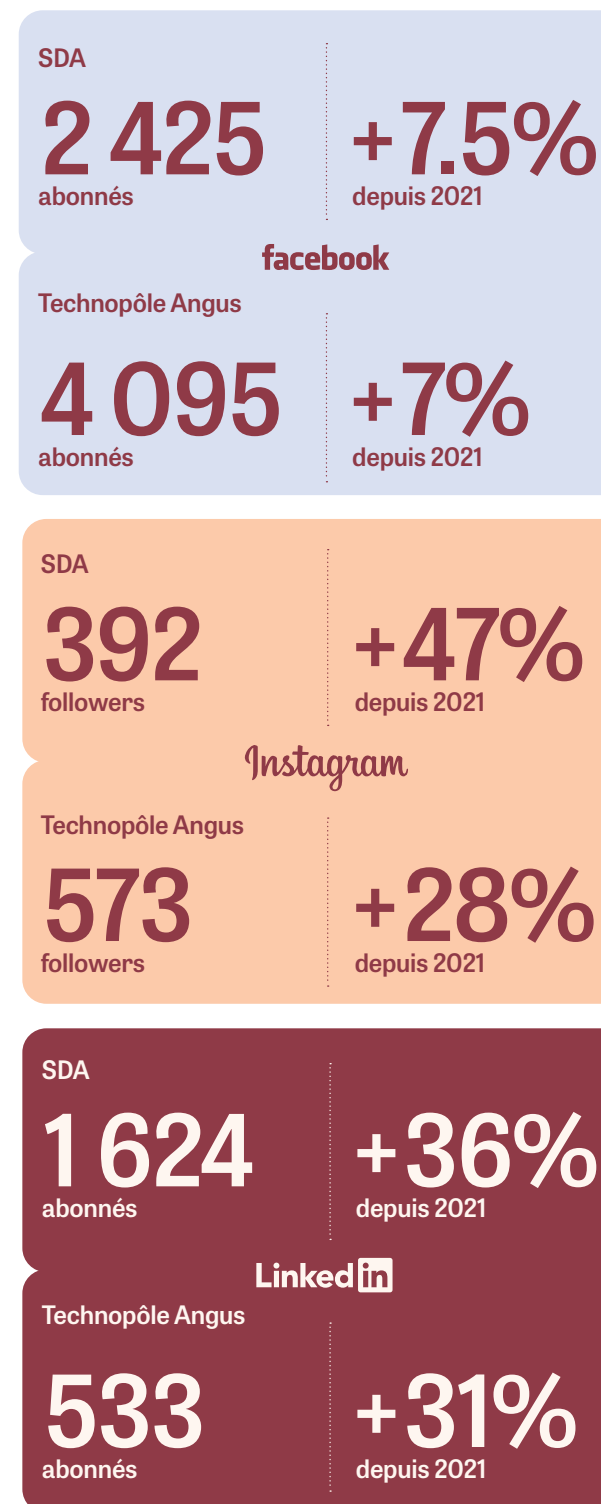 SDA
2 425 +7.5%
abonnés depuis 2021
facebook
Technopôle Angus
4 095 +7%
abonnés depuis 2021
SDA
392 +47%
followers depuis 2021
Instagram
Technopôle Angus
573 +28%
followers depuis 2021
SDA
1 624 +36%
abonnés depuis 2021
Linked in
Technopôle Angus
533 +31%
abonnés depuis 2021